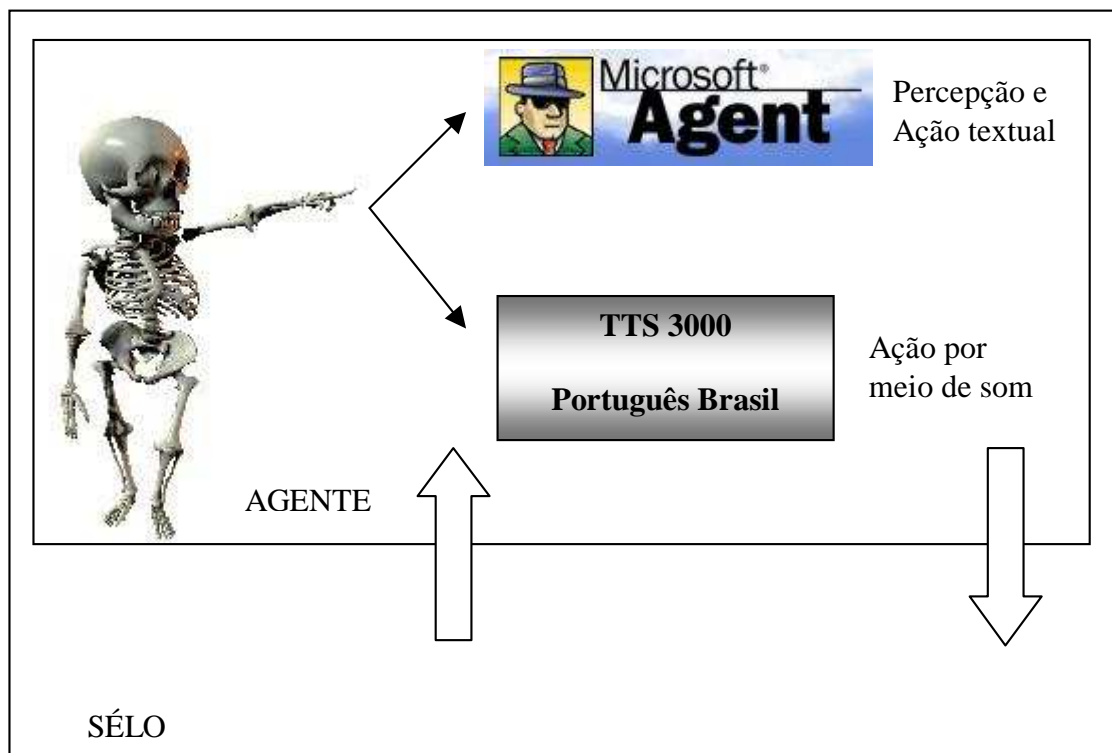 Microsoft®
Agent
Percepção e
Ação textual
TTS 3000
Português Brasil
Ação por
meio de som
AGENTE
SÉLO